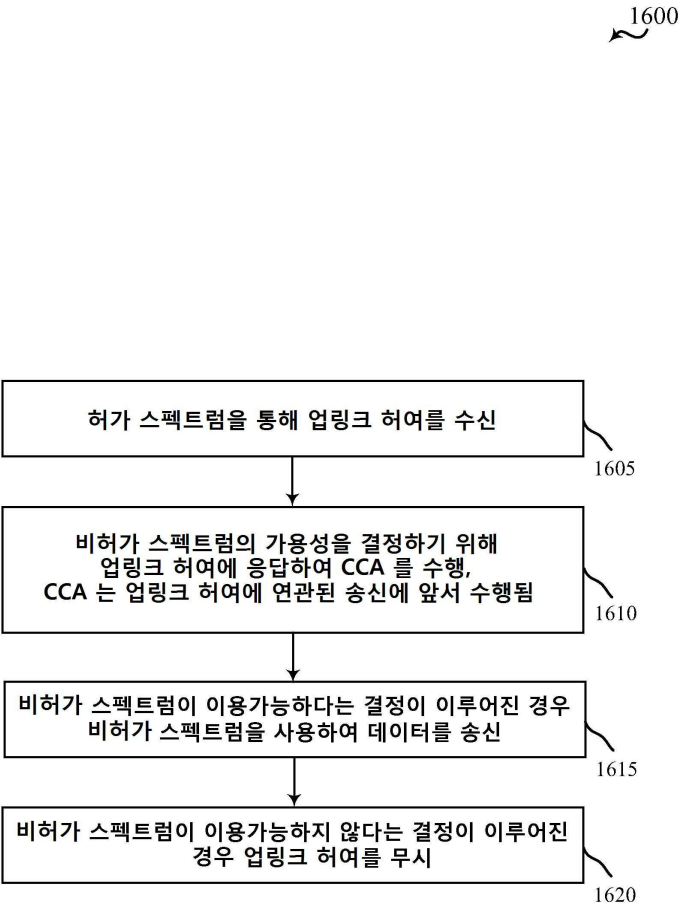 1600
허가 스펙트럼을 통해 업링크 허여를 수신
1605
비허가 스펙트럼의 가용성을 결정하기 위해
업링크 허여에 응답하여 CCA 를 수행,
CCA 는 업링크 허여에 연관된 송신에 앞서 수행됨
1610
비허가 스펙트럼이 이용가능하다는 결정이 이루어진 경우
비허가 스펙트럼을 사용하여 데이터를 송신
1615
비허가 스펙트럼이 이용가능하지 않다는 결정이 이루어진
경우 업링크 허여를 무시
1620